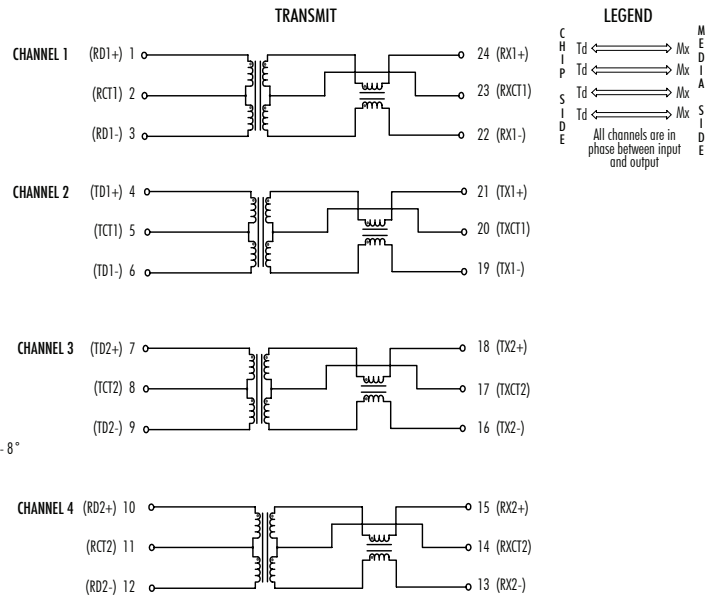 TRANSMIT
LEGEND
CHANNEL 1
(RD1+) 1
(RCT1) 2
(RD1-) 3
24 (RX1+)
23 (RXCT1)
22 (RX1-)
CHIP SIDE
Td Mx
Td Mx
Td Mx
Td Mx
MEDIA SIDE
All channels are in
phase between input
and output
CHANNEL 2
(TD1+) 4
(TCT1) 5
(TD1-) 6
21 (TX1+)
20 (TXCT1)
19 (TX1-)
CHANNEL 3
(TD2+) 7
(TCT2) 8
(TD2-) 9
18 (TX2+)
17 (TXCT2)
16 (TX2-)
- 8°
CHANNEL 4
(RD2+) 10
(RCT2) 11
(RD2-) 12
15 (RX2+)
14 (RXCT2)
13 (RX2-)